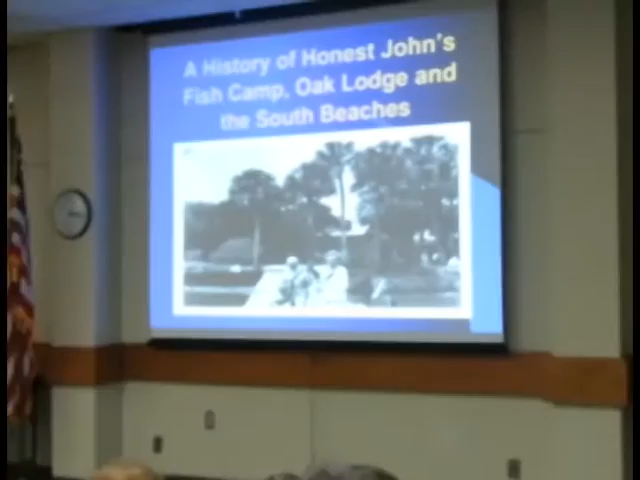 A History of Honest John's
Fish Camp, Oak Lodge and
the South Beaches